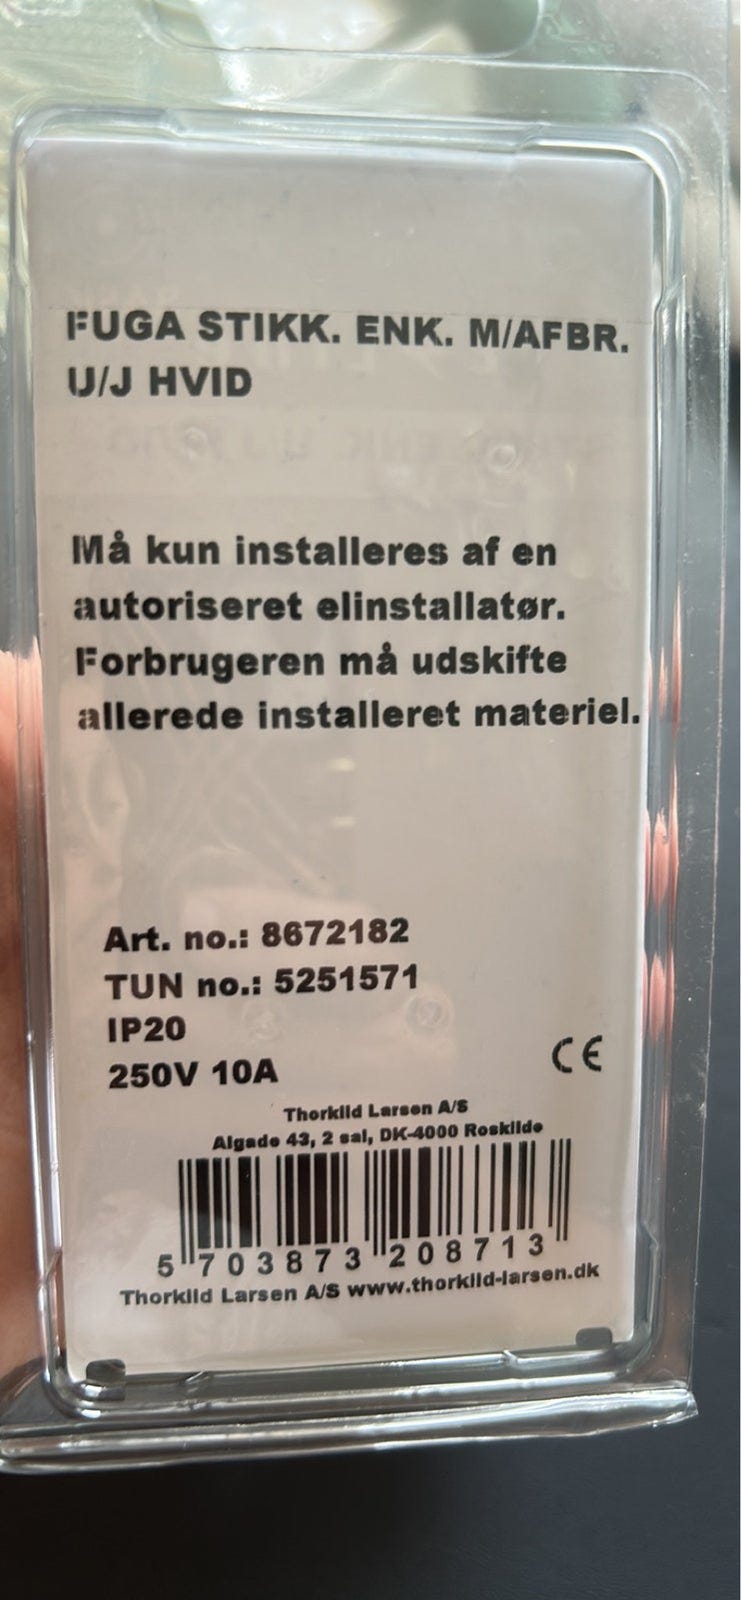 FUGA STIKK. ENK. M/AFBR.
U/J HVID
Må kun installeres af en
autoriseret elinstallatør.
Forbrugeren må udskifte
allerede installeret materiel.
Art. no.: 8672182
TUN no.: 5251571
IP20
250V 10A
CE
Thorkild Larsen A/S
Algade 43, 2 sal, DK-4000 Roskilde
5 703873 208713
Thorkild Larsen A/S www.thorkild-larsen.dk